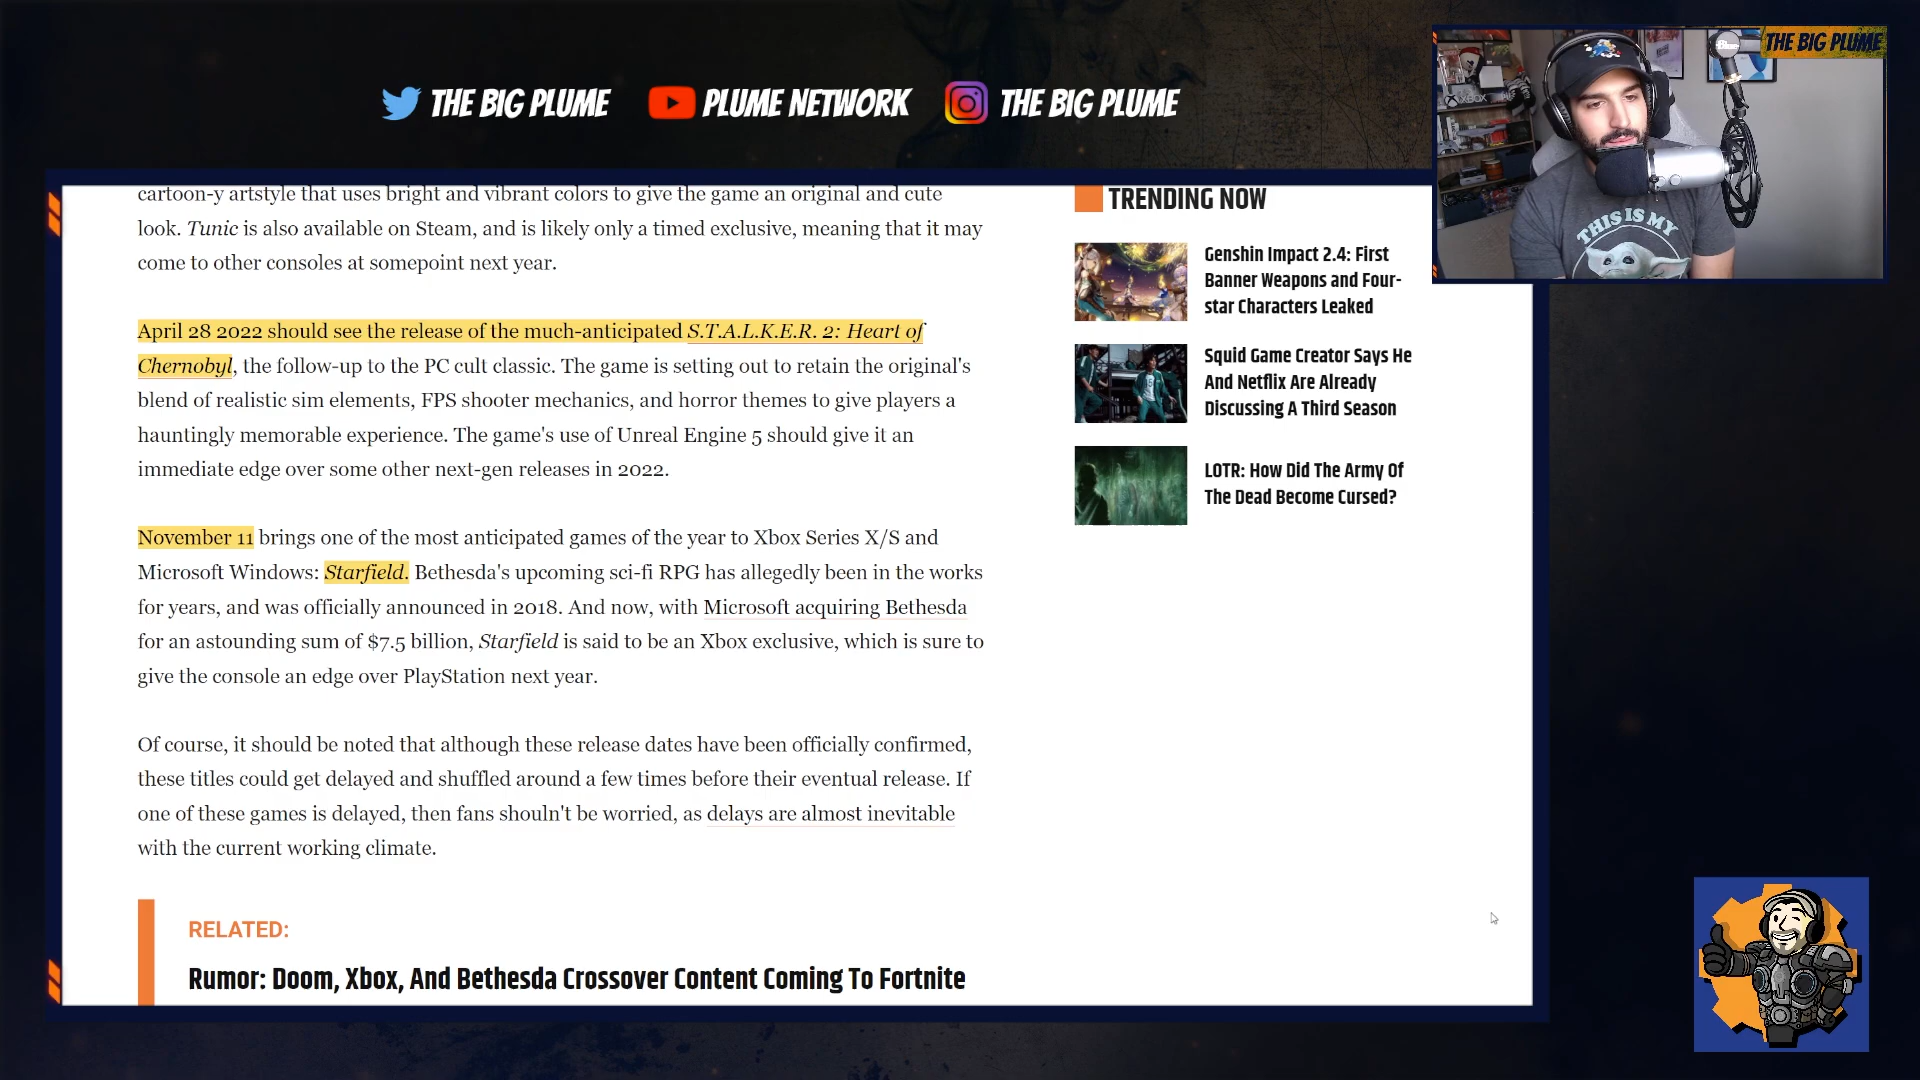 THE BIG PLUME
THE BIG PLUME
PLUME NETWORK
THE BIG PLUME
XBOX
Blue
THIS IS MY
cartoon-y artstyle that uses bright and vibrant colors to give the game an original and cute
look. Tunic is also available on Steam, and is likely only a timed exclusive, meaning that it may
come to other consoles at somepoint next year.
April 28 2022 should see the release of the much-anticipated S.T.A.L.K.E.R. 2: Heart of
Chernobyl, the follow-up to the PC cult classic. The game is setting out to retain the original's
blend of realistic sim elements, FPS shooter mechanics, and horror themes to give players a
hauntingly memorable experience. The game's use of Unreal Engine 5 should give it an
immediate edge over some other next-gen releases in 2022.
November 11 brings one of the most anticipated games of the year to Xbox Series X/S and
Microsoft Windows: Starfield. Bethesda's upcoming sci-fi RPG has allegedly been in the works
for years, and was officially announced in 2018. And now, with Microsoft acquiring Bethesda
for an astounding sum of $7.5 billion, Starfield is said to be an Xbox exclusive, which is sure to
give the console an edge over PlayStation next year.
Of course, it should be noted that although these release dates have been officially confirmed,
these titles could get delayed and shuffled around a few times before their eventual release. If
one of these games is delayed, then fans shouln't be worried, as delays are almost inevitable
with the current working climate.
RELATED:
Rumor: Doom, Xbox, And Bethesda Crossover Content Coming To Fortnite
TRENDING NOW
Genshin Impact 2.4: First
Banner Weapons and Four-
star Characters Leaked
Squid Game Creator Says He
And Netflix Are Already
Discussing A Third Season
LOTR: How Did The Army Of
The Dead Become Cursed?